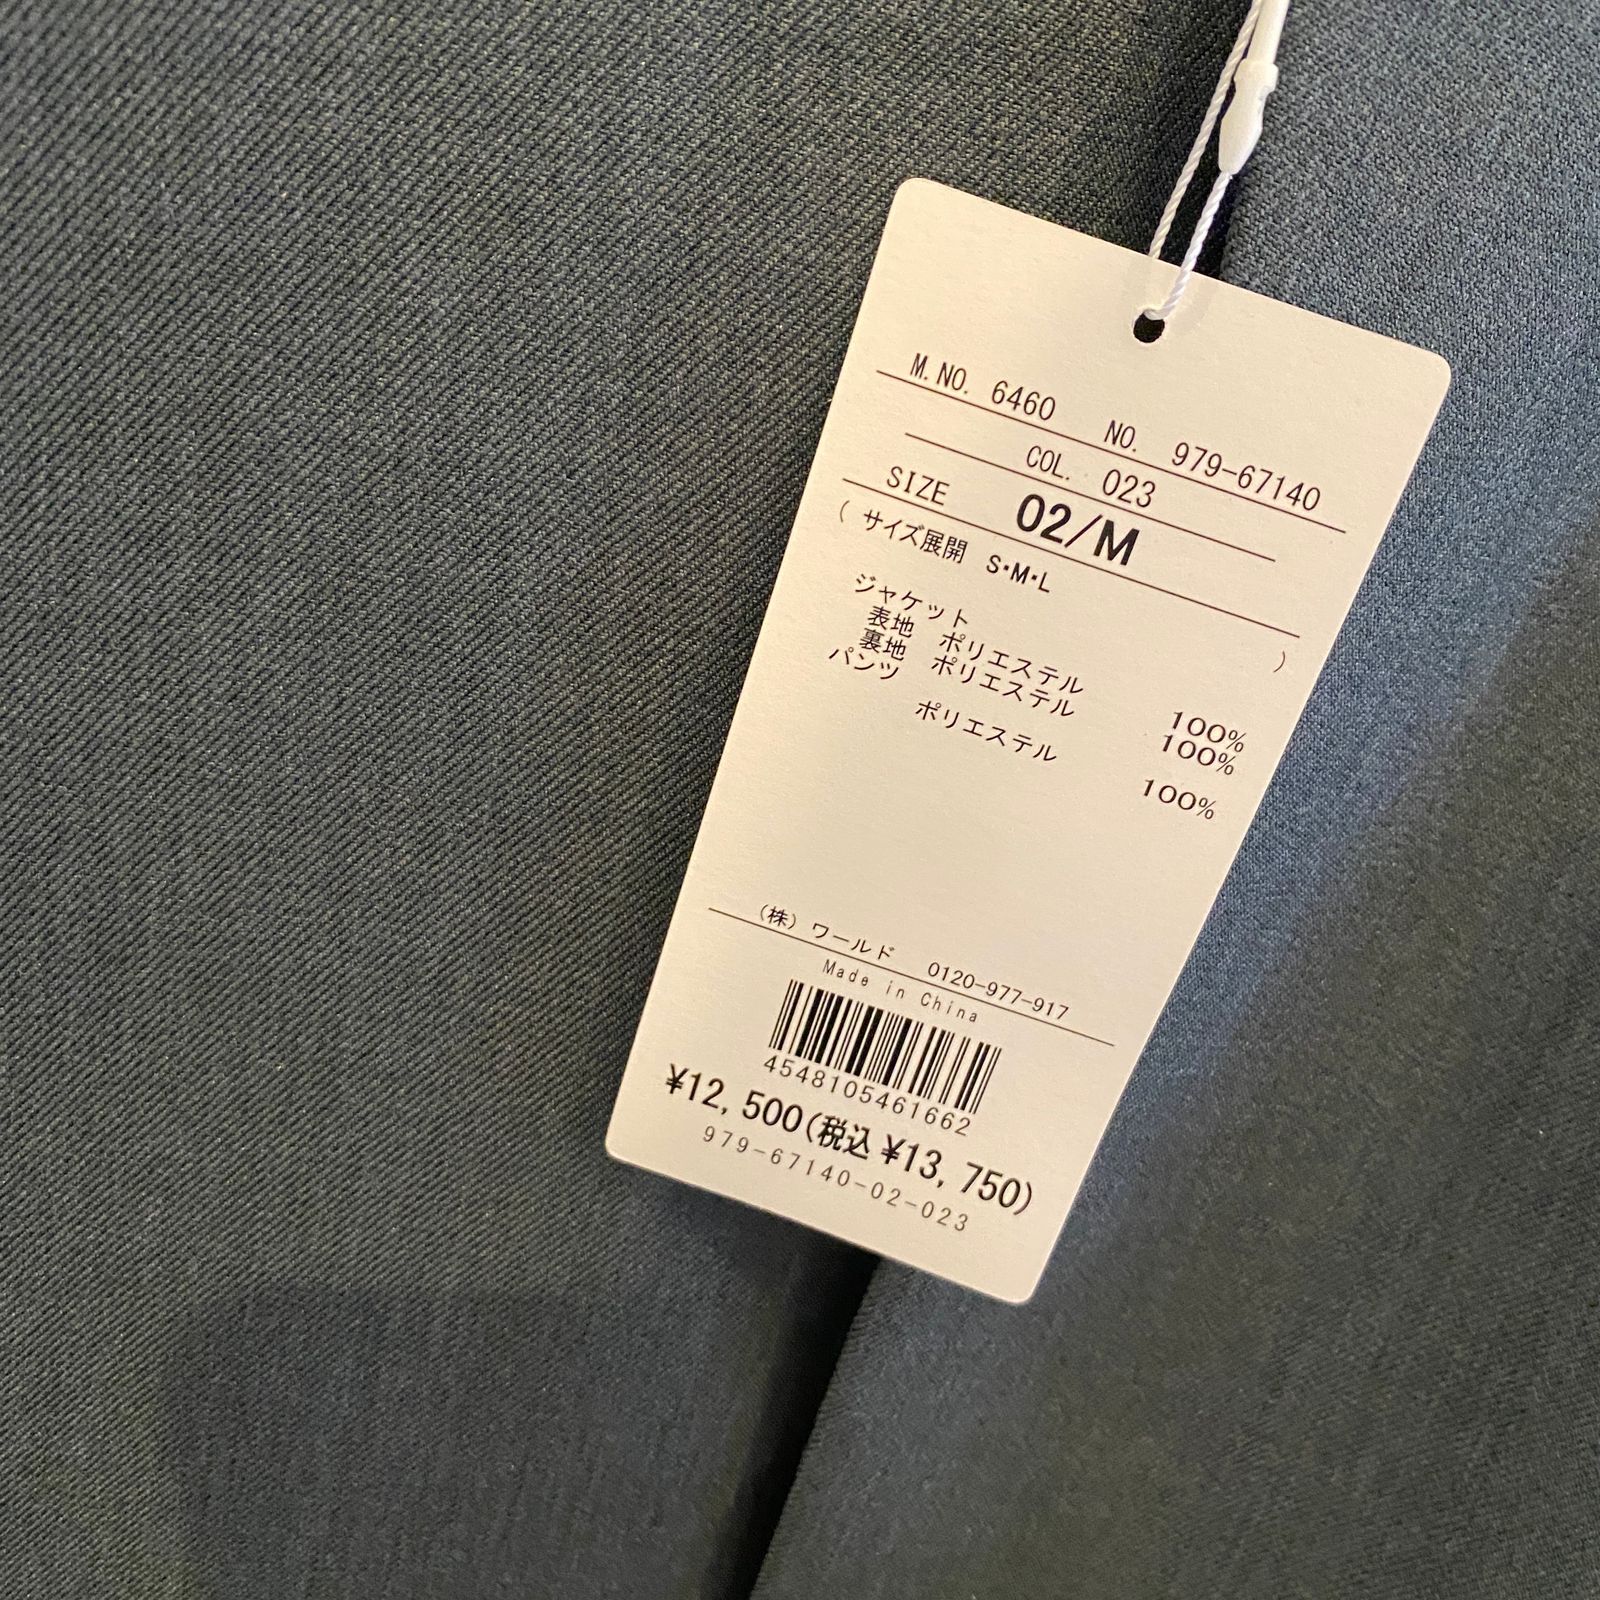 M.NO. 6460 NO. 979-67140
COL. 023
SIZE 02/M
( サイズ展開 S・M・L )
ジャケット
表地 ポリエステル 100%
裏地 ポリエステル 100%
パンツ
ポリエステル 100%
(株)ワールド 0120-977-917
Made in China
4548105461662
¥12,500(税込 ¥13,750)
979-67140-02-023